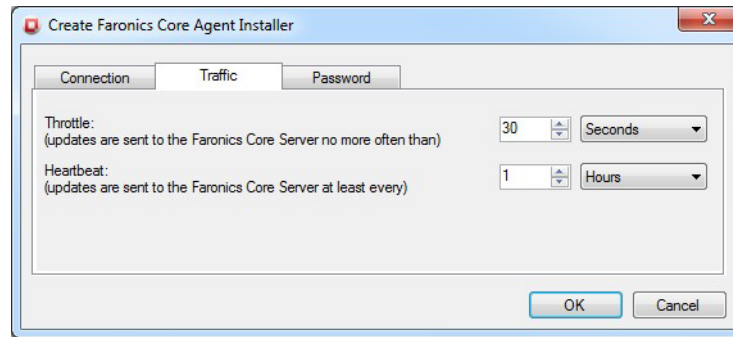 Create Faronics Core Agent Installer
Connection Traffic Password
Throttle:
(updates are sent to the Faronics Core Server no more often than) 30 Seconds
Heartbeat:
(updates are sent to the Faronics Core Server at least every) 1 Hours
OK Cancel